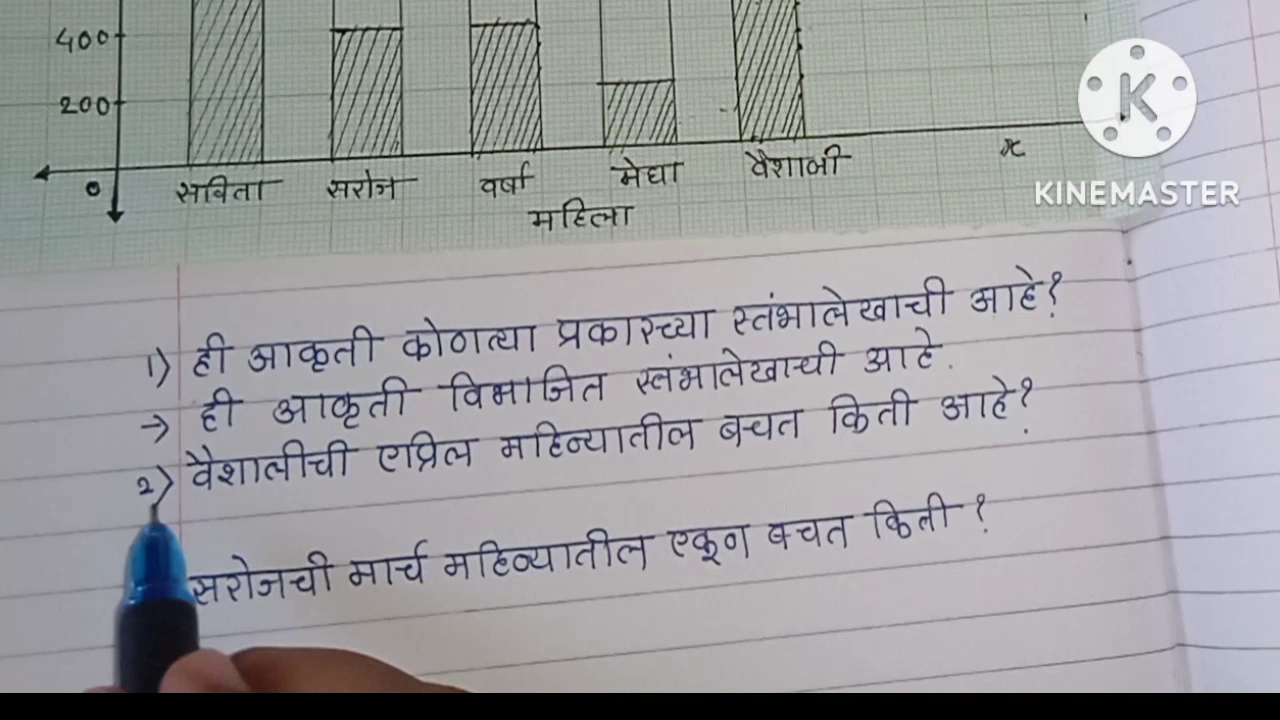 400
200
०
सविता सरोज वर्षा मेघा वैशाली
x
महिला
KINEMASTER
1) ही आकृती कोणत्या प्रकारच्या स्तंभालेखाची आहे?
→ ही आकृती विभाजित स्तंभालेखाची आहे.
2) वैशालीची एप्रिल महिन्यातील बचत किती आहे?
सरोजची मार्च महिन्यातील एकूण बचत किती?